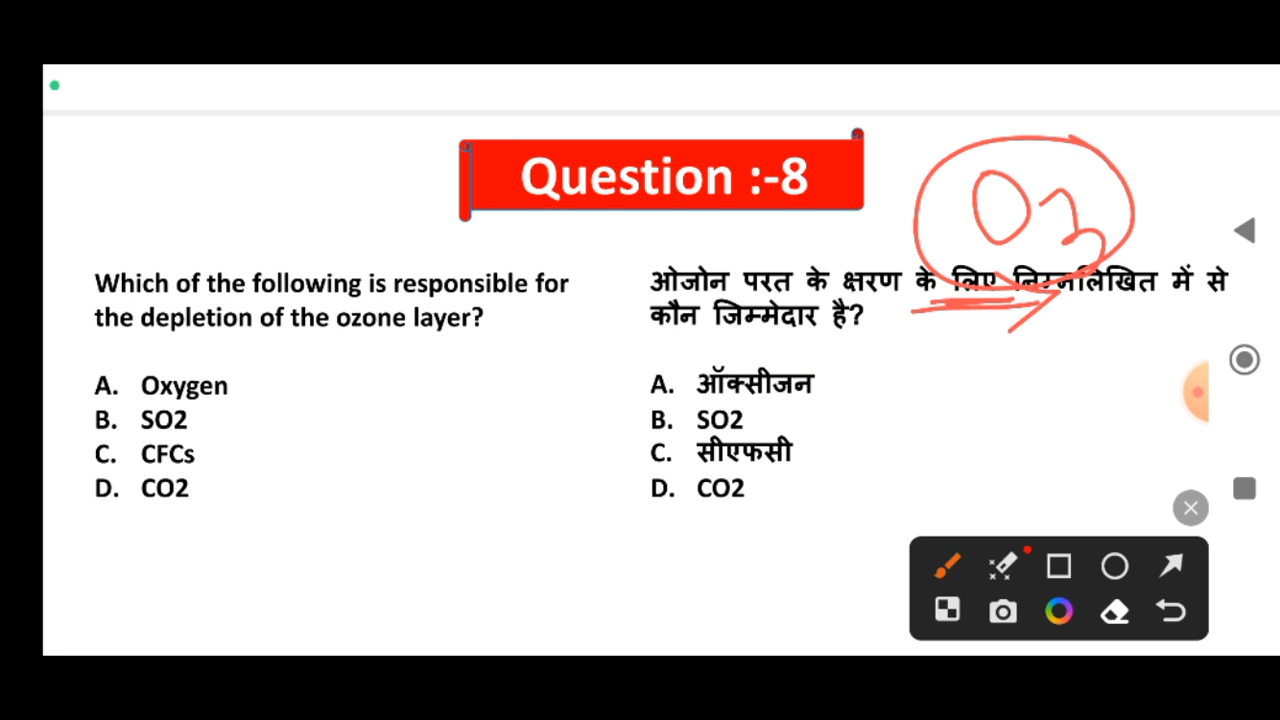 Question :-8
O3
Which of the following is responsible for
the depletion of the ozone layer?
A. Oxygen
B. SO2
C. CFCs
D. CO2
ओजोन परत के क्षरण के लिए निम्नलिखित में से
कौन जिम्मेदार है?
A. ऑक्सीजन
B. SO2
C. सीएफसी
D. CO2